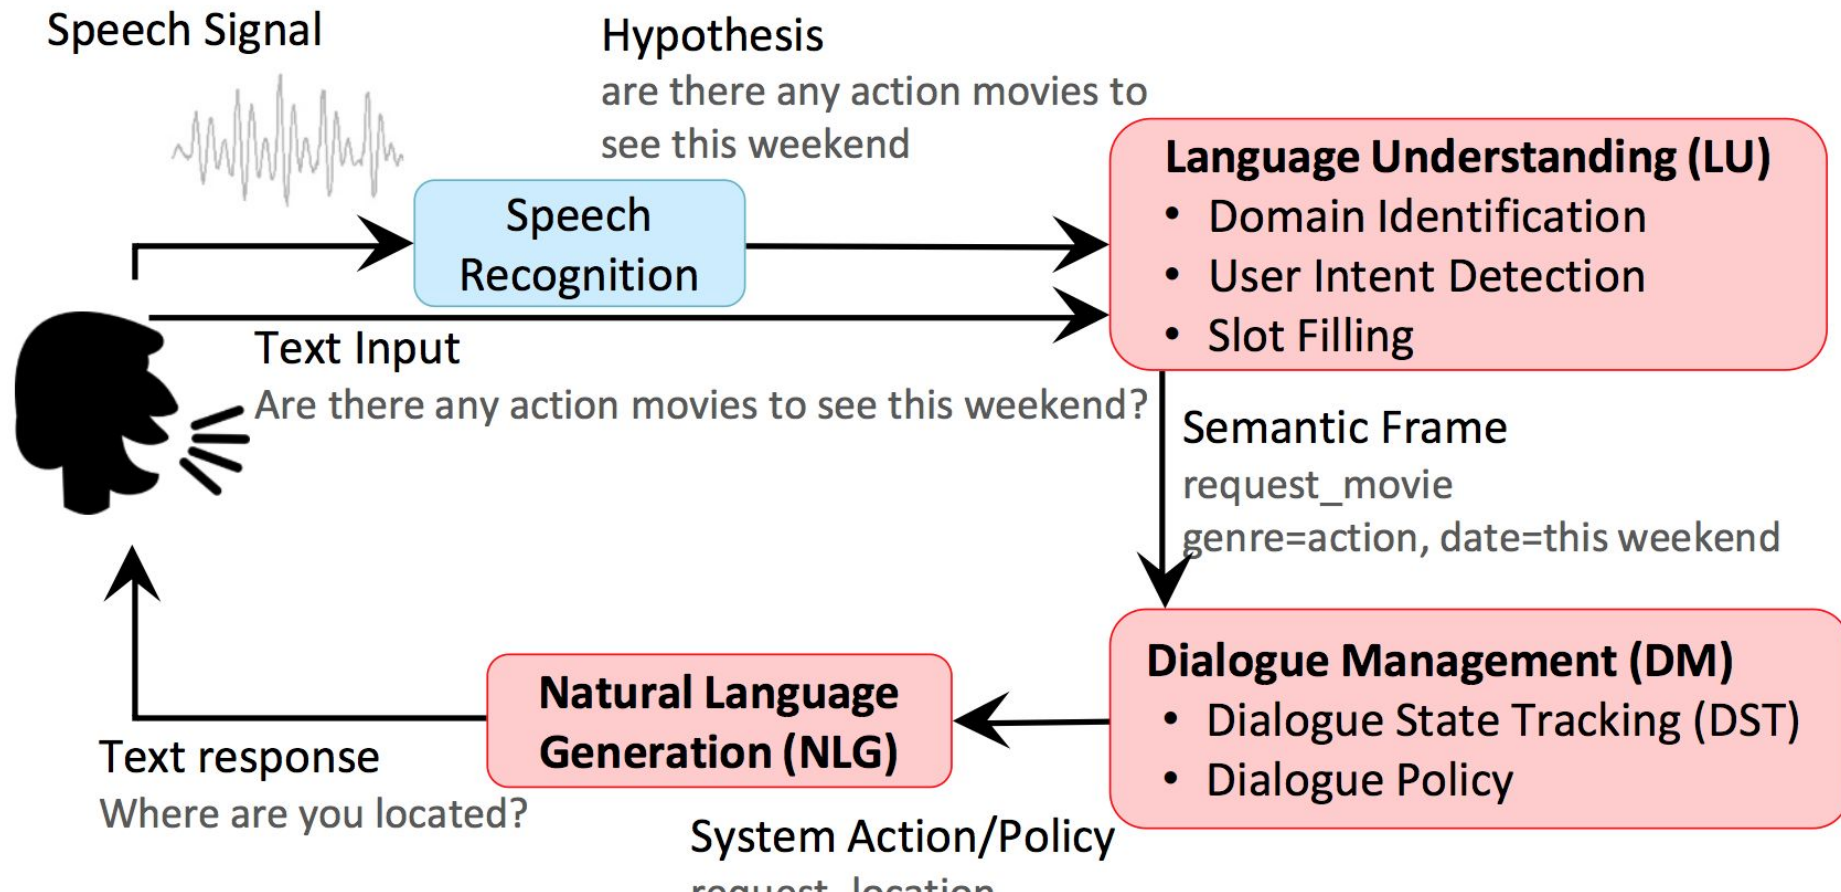 Speech Signal
Hypothesis
are there any action movies to
see this weekend
Speech
Recognition
Language Understanding (LU)
• Domain Identification
• User Intent Detection
• Slot Filling
Text Input
Are there any action movies to see this weekend?
Semantic Frame
request_movie
genre=action, date=this weekend
Dialogue Management (DM)
• Dialogue State Tracking (DST)
• Dialogue Policy
Natural Language
Generation (NLG)
Text response
Where are you located?
System Action/Policy
request_location